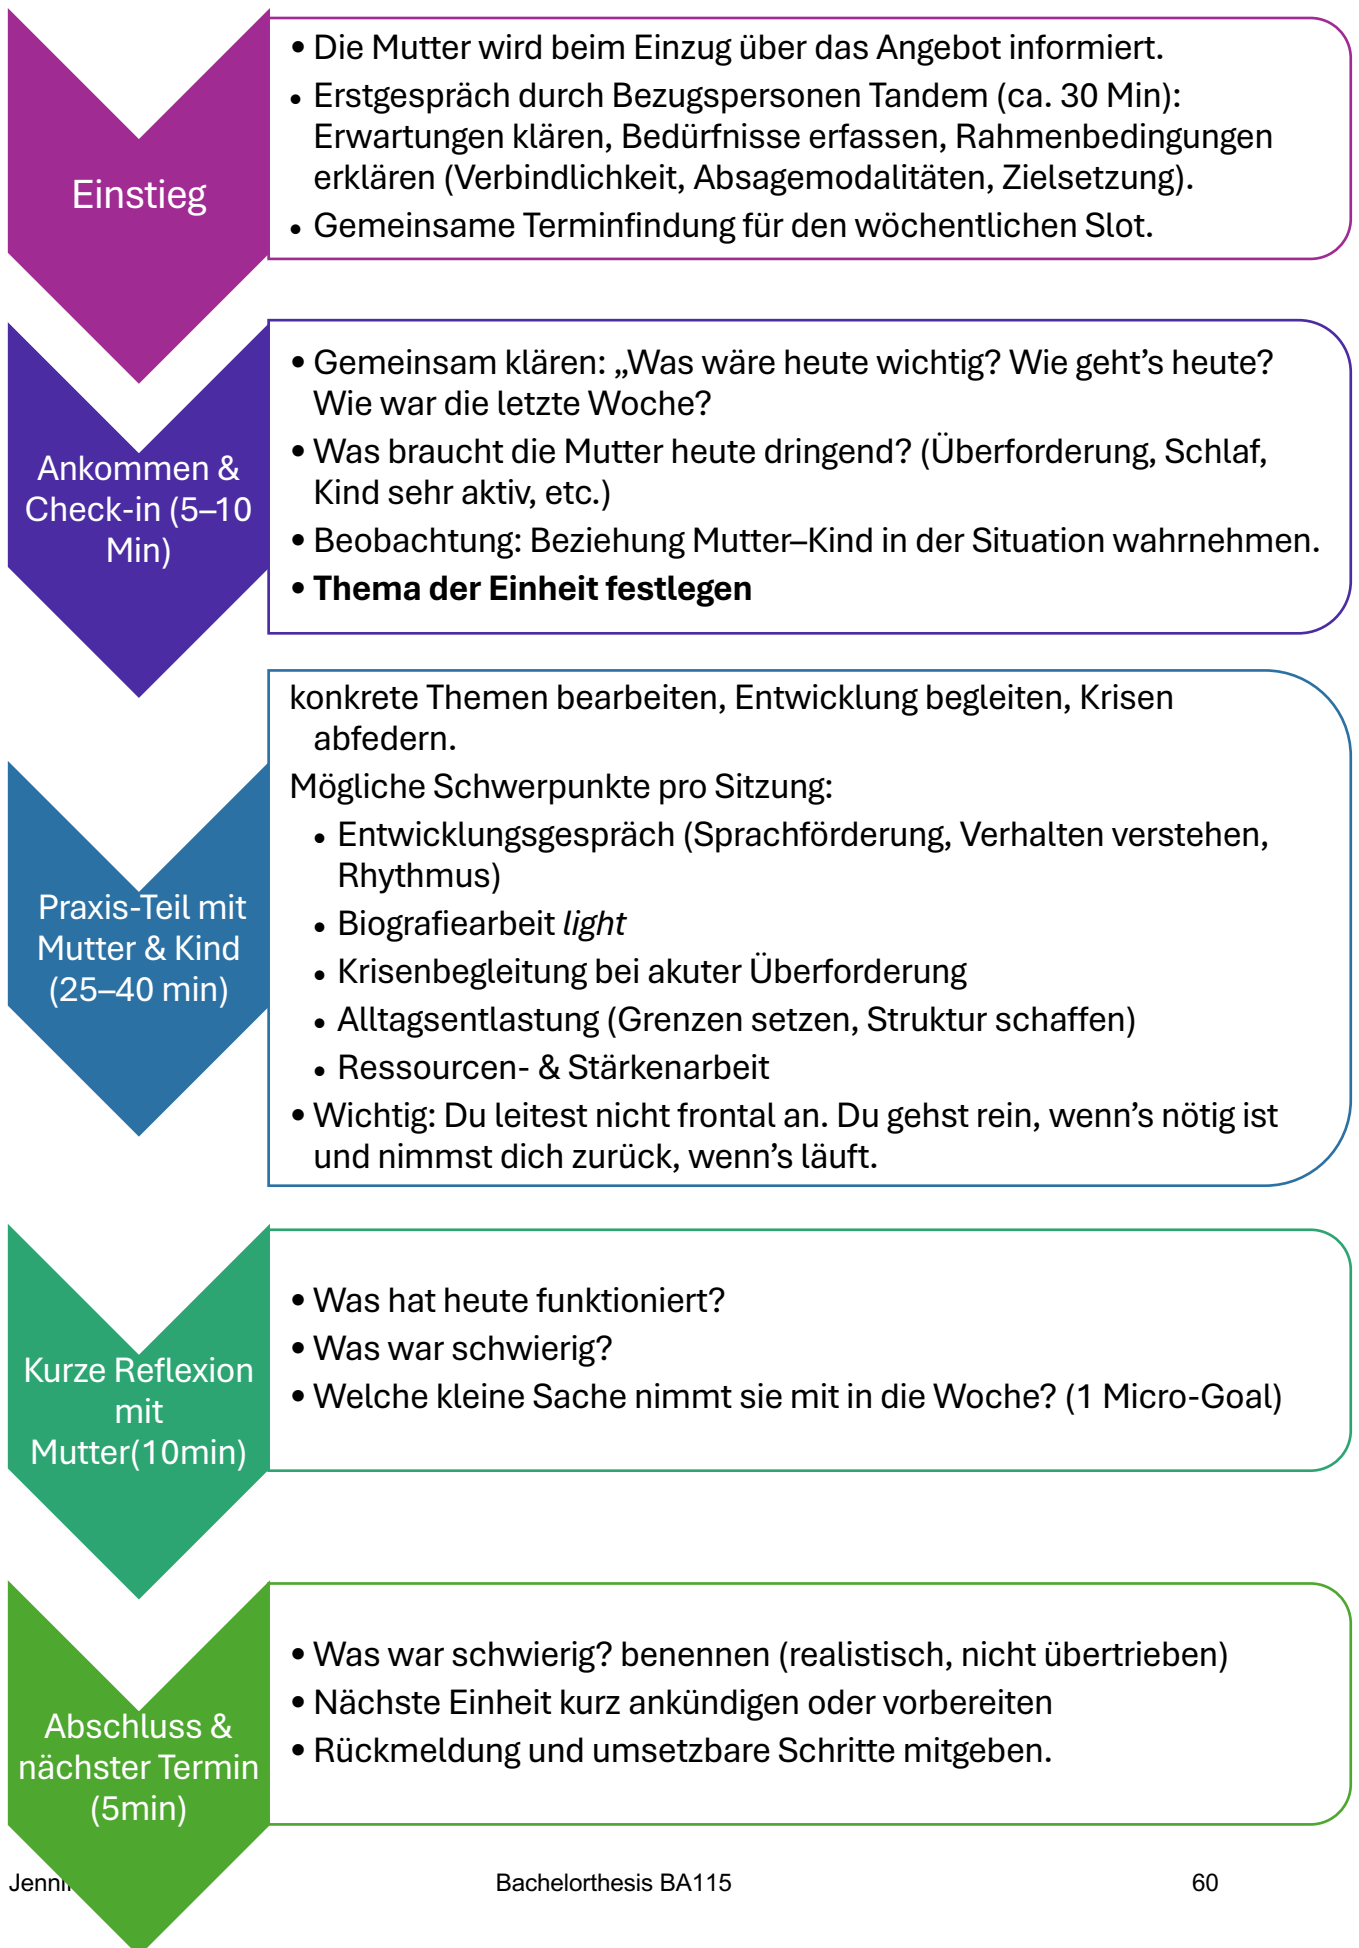 Einstieg
• Die Mutter wird beim Einzug über das Angebot informiert.
• Erstgespräch durch Bezugspersonen Tandem (ca. 30 Min):
Erwartungen klären, Bedürfnisse erfassen, Rahmenbedingungen
erklären (Verbindlichkeit, Absagemodalitäten, Zielsetzung).
• Gemeinsame Terminfindung für den wöchentlichen Slot.
Ankommen &
Check-in (5–10
Min)
• Gemeinsam klären: „Was wäre heute wichtig? Wie geht's heute?
Wie war die letzte Woche?
• Was braucht die Mutter heute dringend? (Überforderung, Schlaf,
Kind sehr aktiv, etc.)
• Beobachtung: Beziehung Mutter–Kind in der Situation wahrnehmen.
• Thema der Einheit festlegen
Praxis-Teil mit
Mutter & Kind
(25–40 min)
konkrete Themen bearbeiten, Entwicklung begleiten, Krisen
abfedern.
Mögliche Schwerpunkte pro Sitzung:
• Entwicklungsgespräch (Sprachförderung, Verhalten verstehen,
Rhythmus)
• Biografiearbeit light
• Krisenbegleitung bei akuter Überforderung
• Alltagsentlastung (Grenzen setzen, Struktur schaffen)
• Ressourcen- & Stärkenarbeit
• Wichtig: Du leitest nicht frontal an. Du gehst rein, wenn's nötig ist
und nimmst dich zurück, wenn's läuft.
Kurze Reflexion
mit
Mutter(10min)
• Was hat heute funktioniert?
• Was war schwierig?
• Welche kleine Sache nimmt sie mit in die Woche? (1 Micro-Goal)
Abschluss &
nächster Termin
(5min)
• Was war schwierig? benennen (realistisch, nicht übertrieben)
• Nächste Einheit kurz ankündigen oder vorbereiten
• Rückmeldung und umsetzbare Schritte mitgeben.
Bachelorthesis BA115 60